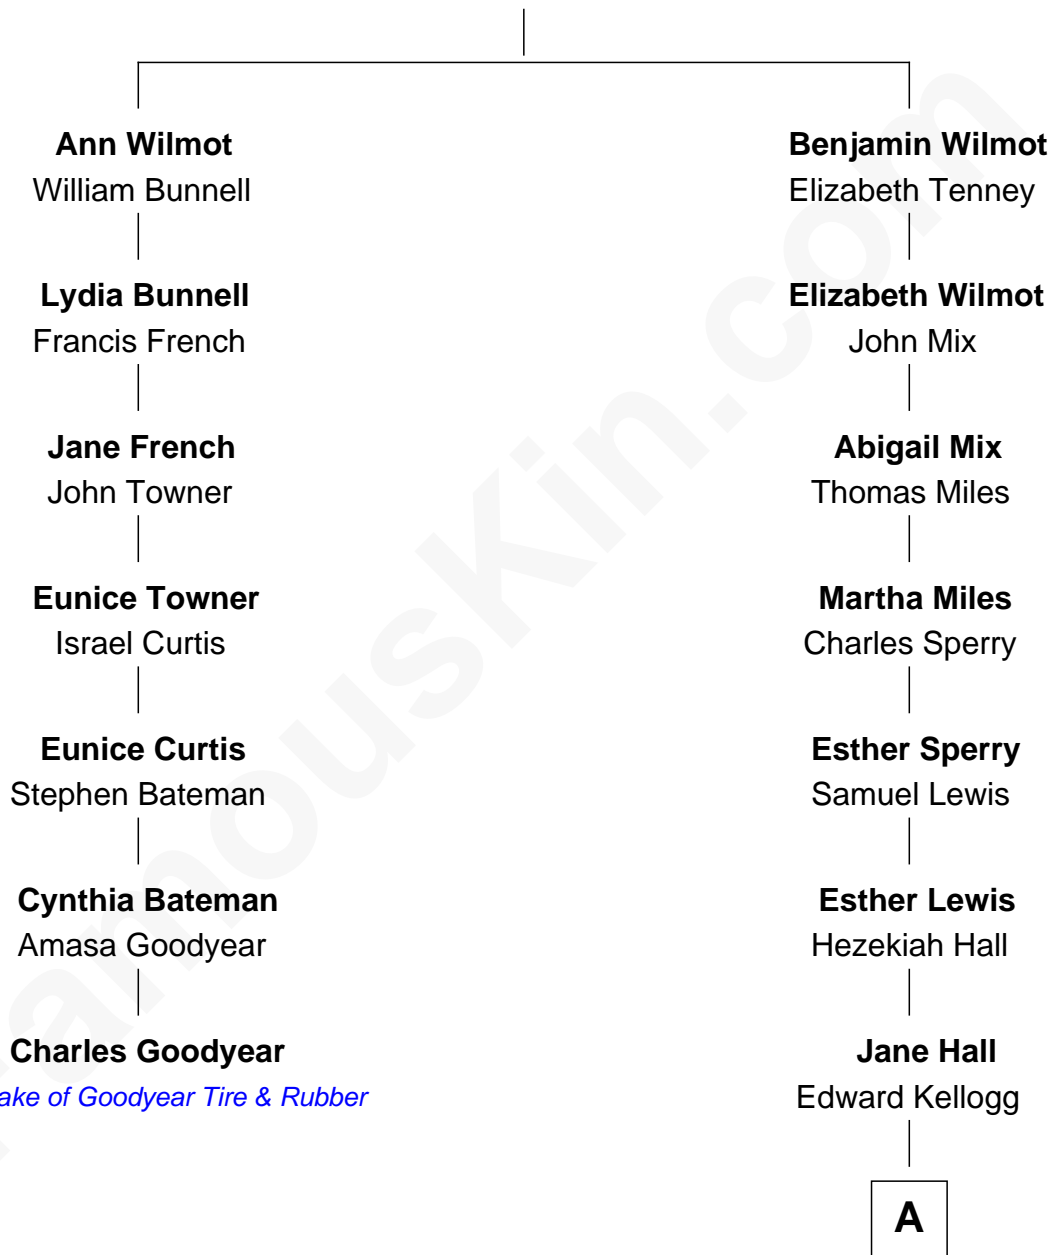 Ann Wilmot
William Bunnell
Lydia Bunnell
Francis French
Jane French
John Towner
Eunice Towner
Israel Curtis
Eunice Curtis
Stephen Bateman
Cynthia Bateman
Amasa Goodyear
Charles Goodyear
ake of Goodyear Tire & Rubber
Benjamin Wilmot
Elizabeth Tenney
Elizabeth Wilmot
John Mix
Abigail Mix
Thomas Miles
Martha Miles
Charles Sperry
Esther Sperry
Samuel Lewis
Esther Lewis
Hezekiah Hall
Jane Hall
Edward Kellogg
A
FamousKin.com